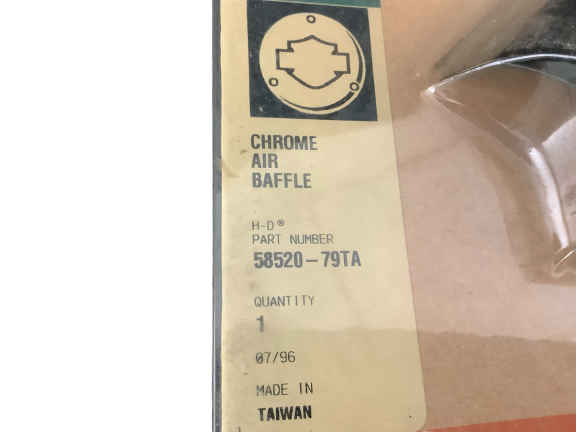 CHROME
AIR
BAFFLE
H-D®
PART NUMBER
58520-79TA
QUANTITY
1
07/96
MADE IN
TAIWAN